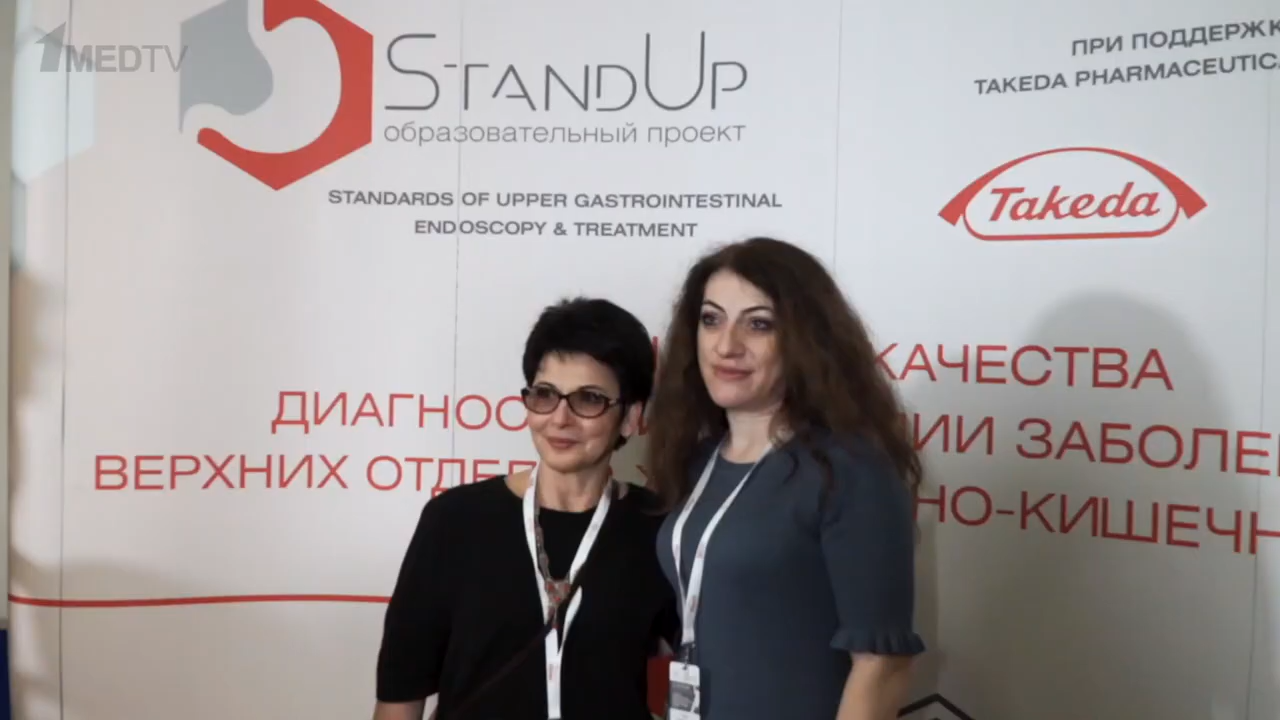 1MEDTV
STANDUP
образовательный проект
STANDARDS OF UPPER GASTROINTESTINAL
ENDOSCOPY & TREATMENT
ПРИ ПОДДЕРЖК
TAKEDA PHARMACEUTICA
Takeda
КАЧЕСТВА
ДИАГНОС ИИ ЗАБОЛЕ
ВЕРХНИХ ОТДЕ
НО-КИШЕЧН